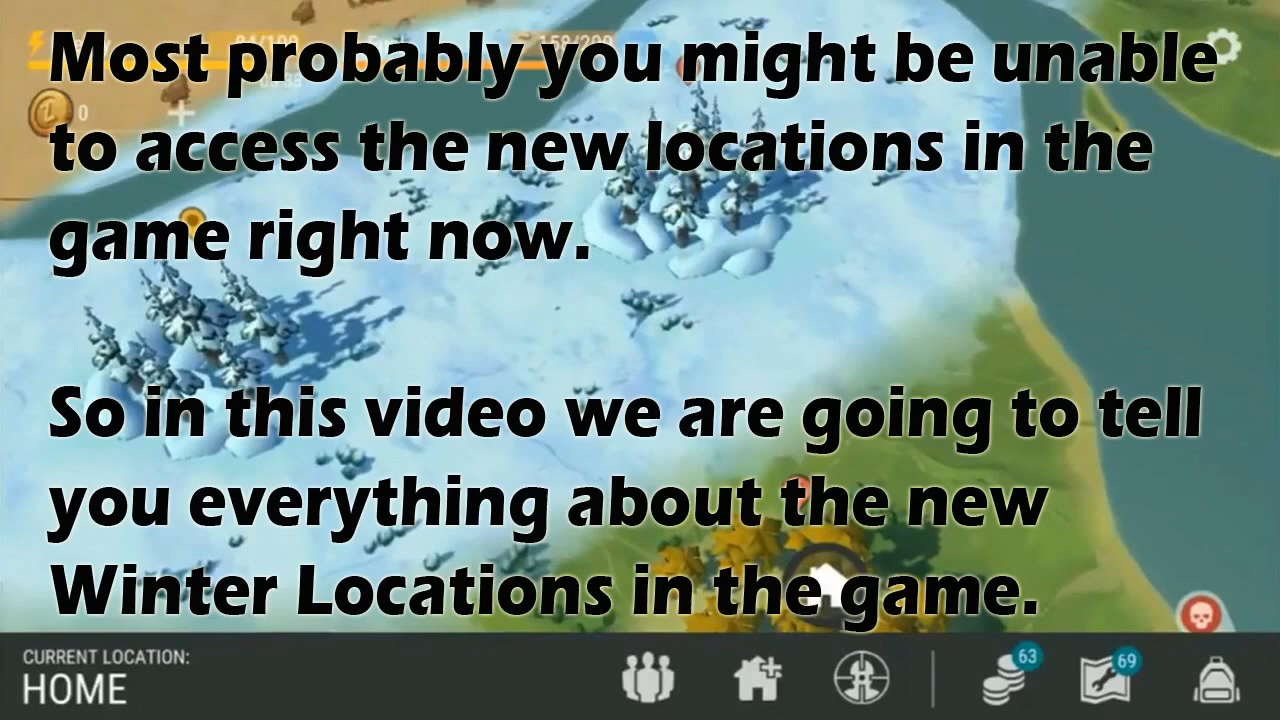 Most probably you might be unable
to access the new locations in the
game right now.
So in this video we are going to tell
you everything about the new
Winter Locations in the game.
0
CURRENT LOCATION:
HOME
63
69